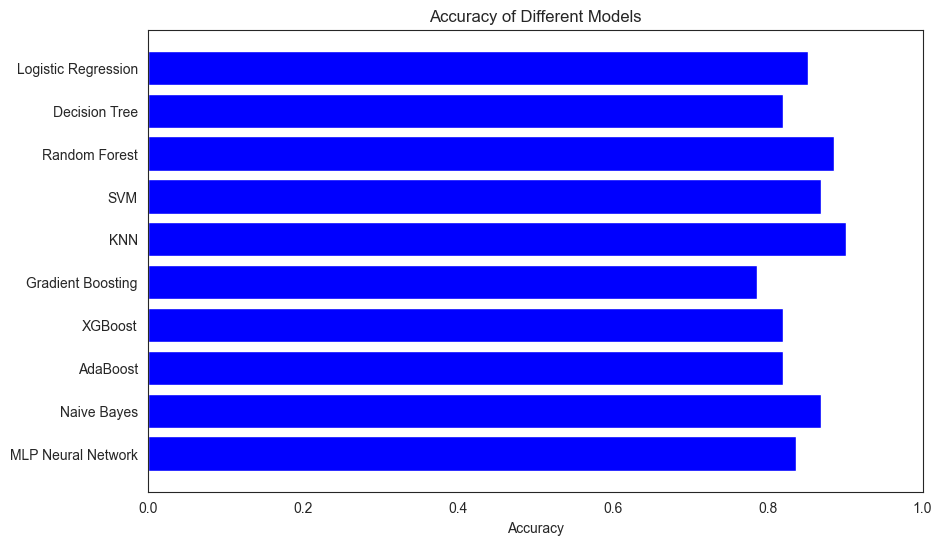 Accuracy of Different Models
Logistic Regression
Decision Tree
Random Forest
SVM
KNN
Gradient Boosting
XGBoost
AdaBoost
Naive Bayes
MLP Neural Network
0.0 0.2 0.4 0.6 0.8 1.0
Accuracy